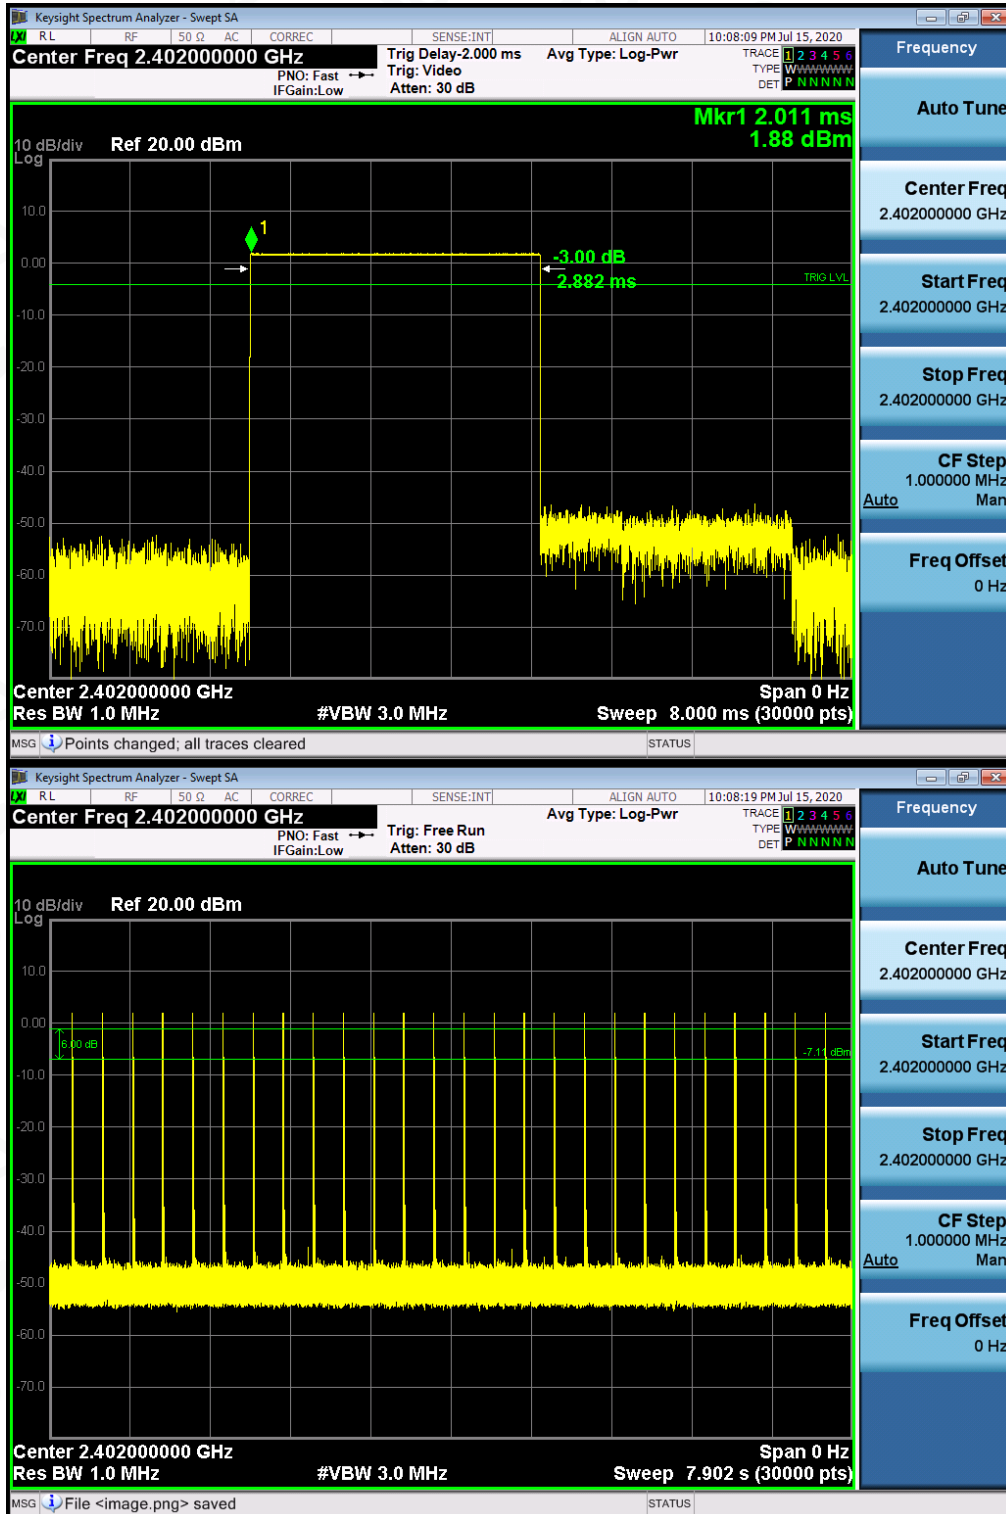 Keysight Spectrum Analyzer - Swept SA
LXI RL RF 50 Ω AC CORREC SENSE:INT ALIGN AUTO 10:08:09 PM Jul 15, 2020
Center Freq 2.402000000 GHz
PNO: Fast
IFGain:Low
Trig Delay-2.000 ms
Trig: Video
Atten: 30 dB
Avg Type: Log-Pwr
TRACE 1 2 3 4 5 6
TYPE WWWWWW
DET P N N N N N
Mkr1 2.011 ms
1.88 dBm
10 dB/div Ref 20.00 dBm
Log
10.0
1
0.00
-3.00 dB
2.882 ms
TRIG LVL
-10.0
-20.0
-30.0
-40.0
-50.0
-60.0
-70.0
Center 2.402000000 GHz Span 0 Hz
Res BW 1.0 MHz #VBW 3.0 MHz Sweep 8.000 ms (30000 pts)
MSG Points changed; all traces cleared STATUS
Frequency
Auto Tune
Center Freq
2.402000000 GHz
Start Freq
2.402000000 GHz
Stop Freq
2.402000000 GHz
CF Step
1.000000 MHz
Auto Man
Freq Offset
0 Hz
Keysight Spectrum Analyzer - Swept SA
LXI RL RF 50 Ω AC CORREC SENSE:INT ALIGN AUTO 10:08:19 PM Jul 15, 2020
Center Freq 2.402000000 GHz
PNO: Fast
IFGain:Low
Trig: Free Run
Atten: 30 dB
Avg Type: Log-Pwr
TRACE 1 2 3 4 5 6
TYPE WWWWWW
DET P N N N N N
10 dB/div Ref 20.00 dBm
Log
10.0
0.00
6.00 dB
-7.11 dBm
-10.0
-20.0
-30.0
-40.0
-50.0
-60.0
-70.0
Center 2.402000000 GHz Span 0 Hz
Res BW 1.0 MHz #VBW 3.0 MHz Sweep 7.902 s (30000 pts)
MSG File <image.png> saved STATUS
Frequency
Auto Tune
Center Freq
2.402000000 GHz
Start Freq
2.402000000 GHz
Stop Freq
2.402000000 GHz
CF Step
1.000000 MHz
Auto Man
Freq Offset
0 Hz